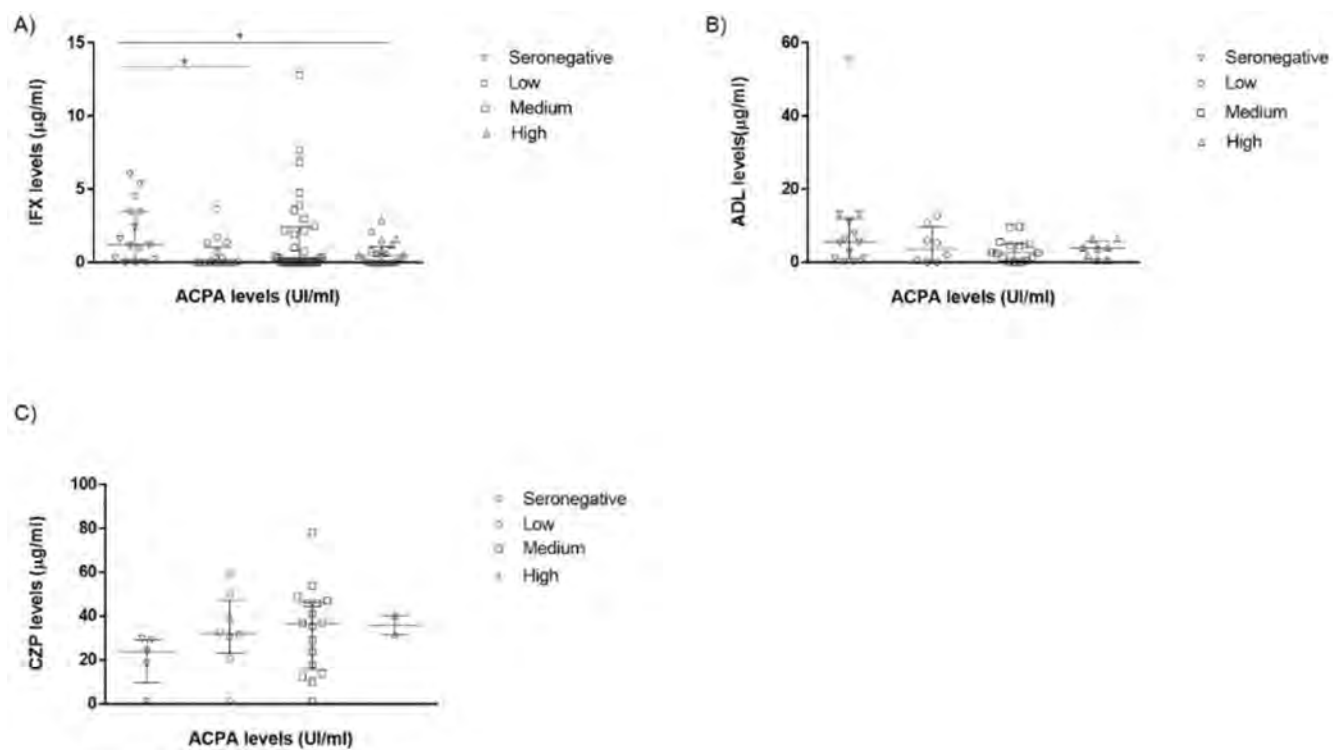 A)
15
10
5
0
IFX levels (µg/ml)
ACPA levels (UI/ml)
*
*
Seronegative
Low
Medium
High
B)
60
40
20
0
ADL levels(µg/ml)
ACPA levels (UI/ml)
Seronegative
Low
Medium
High
C)
100
80
60
40
20
0
CZP levels (µg/ml)
ACPA levels (UI/ml)
Seronegative
Low
Medium
High